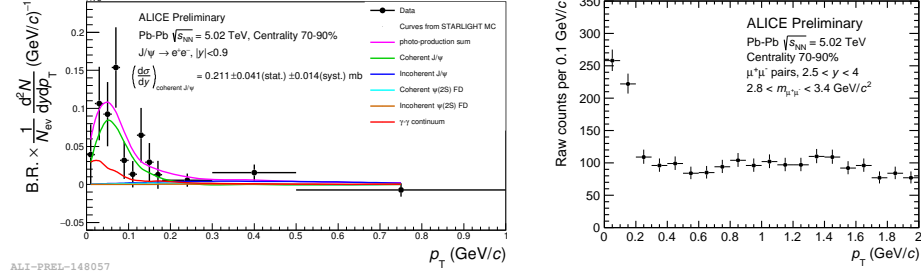 ALICE Preliminary
Pb-Pb √s_NN = 5.02 TeV, Centrality 70-90%
J/ψ → e⁺e⁻, |y|<0.9
(dσ/dy)coherent J/ψ = 0.211±0.041(stat.) ±0.014(syst.) mb
Data
Curves from STARLIGHT MC
photo-production sum
Coherent J/ψ
Incoherent J/ψ
Coherent ψ(2S) FD
Incoherent ψ(2S) FD
γ-γ continuum
B.R. × 1/N_ev d²N/dydp_T (GeV/c)⁻¹
0.2
0.15
0.1
0.05
0
−0.05
0 0.1 0.2 0.3 0.4 0.5 0.6 0.7 0.8 0.9 1
p_T (GeV/c)
ALI-PREL-148057
ALICE Preliminary
Pb-Pb √s_NN = 5.02 TeV
Centrality 70-90%
μ⁺μ⁻ pairs, 2.5 < y < 4
2.8 < m_μ⁺μ⁻ < 3.4 GeV/c²
Raw counts per 0.1 GeV/c
350
300
250
200
150
100
50
0
0 0.2 0.4 0.6 0.8 1 1.2 1.4 1.6 1.8 2
p_T (GeV/c)